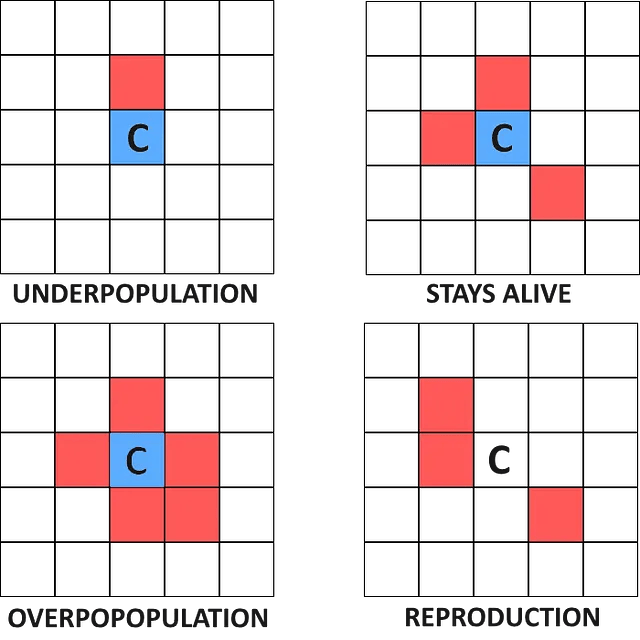 C
C
UNDERPOPULATION
STAYS ALIVE
C
C
OVERPOPOPULATION
REPRODUCTION